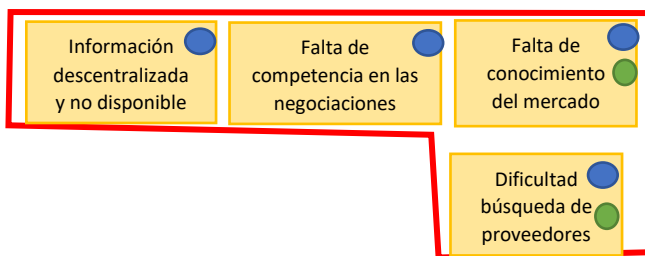 Información
descentralizada
y no disponible
Falta de
competencia en las
negociaciones
Falta de
conocimiento
del mercado
Dificultad
búsqueda de
proveedores